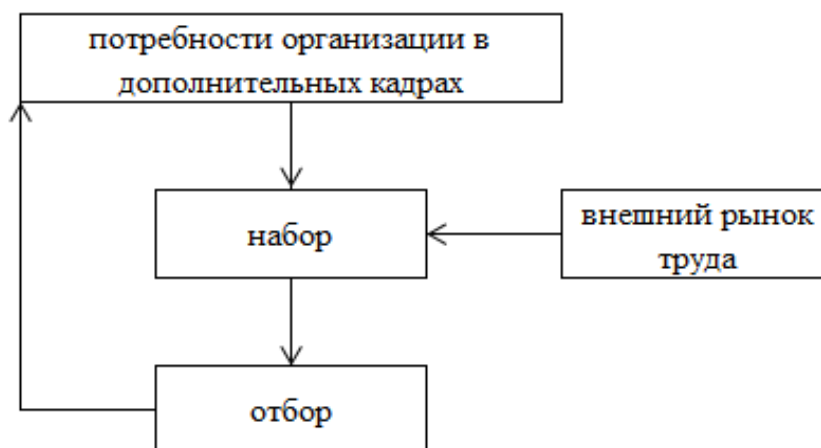 потребности организации в
дополнительных кадрах
набор
внешний рынок
труда
отбор